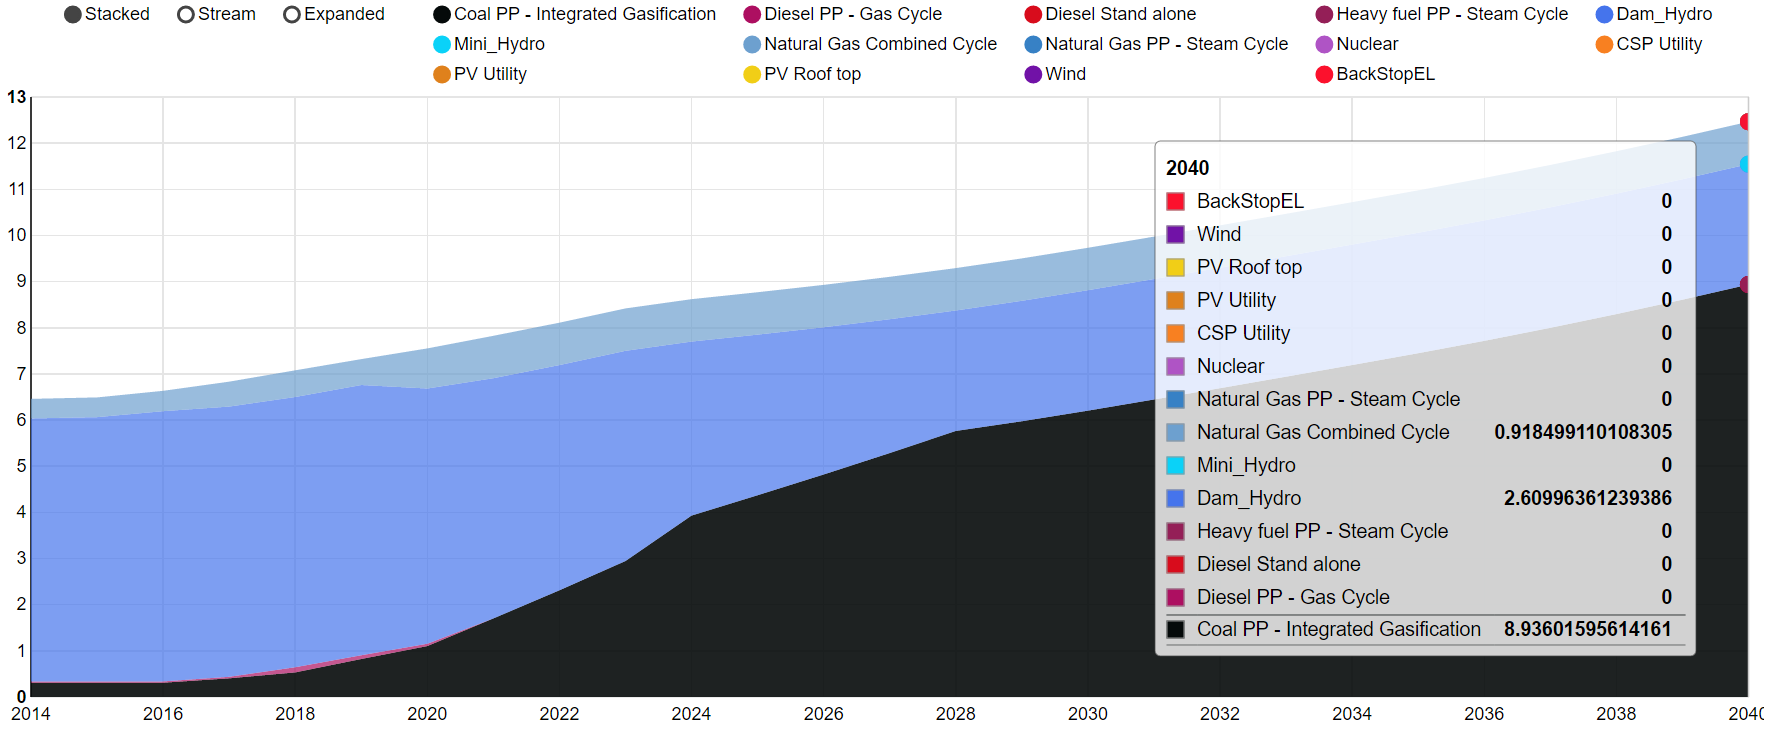 Stacked Stream Expanded Coal PP - Integrated Gasification Diesel PP - Gas Cycle Diesel Stand alone Heavy fuel PP - Steam Cycle Dam_Hydro
Mini_Hydro Natural Gas Combined Cycle Natural Gas PP - Steam Cycle Nuclear CSP Utility
PV Utility PV Roof top Wind BackStopEL
13
12
11
10
9
8
7
6
5
4
3
2
1
0
2040
BackStopEL 0
Wind 0
PV Roof top 0
PV Utility 0
CSP Utility 0
Nuclear 0
Natural Gas PP - Steam Cycle 0
Natural Gas Combined Cycle 0.918499110108305
Mini_Hydro 0
Dam_Hydro 2.60996361239386
Heavy fuel PP - Steam Cycle 0
Diesel Stand alone 0
Diesel PP - Gas Cycle 0
Coal PP - Integrated Gasification 8.93601595614161
2014 2016 2018 2020 2022 2024 2026 2028 2030 2032 2034 2036 2038 2040